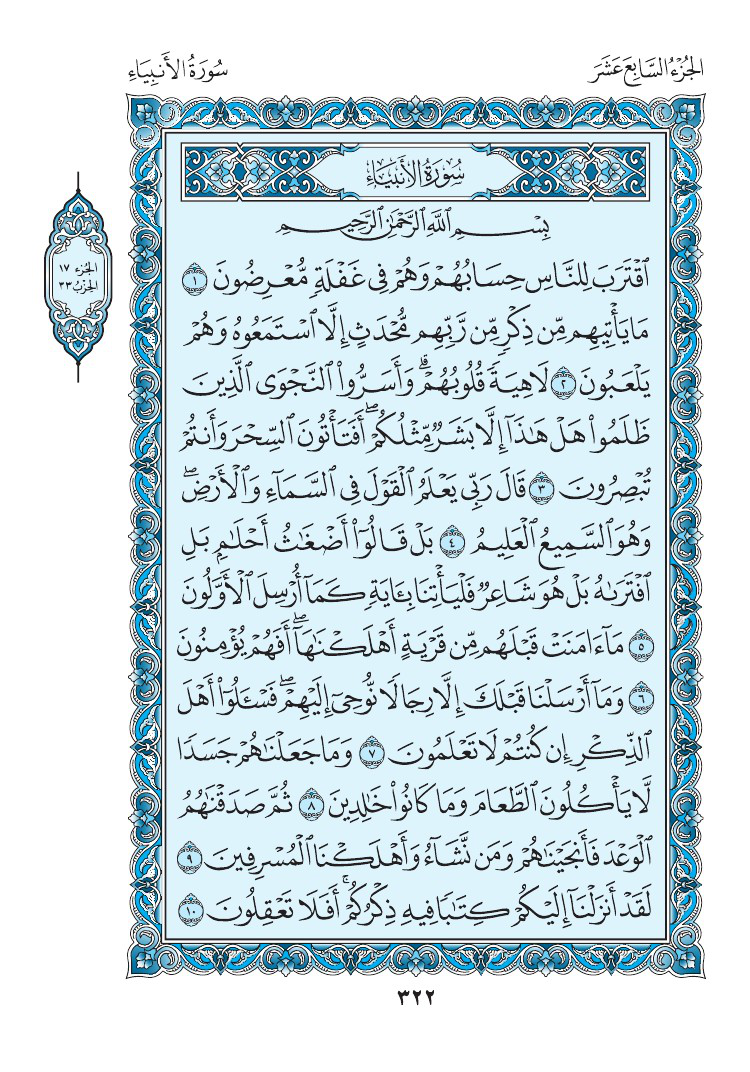 الجُزْءُ السَّابِعَ عَشَرَ
سُورَةُ الأَنبِيَاءِ
سُورَةُ الأَنبِيَاءِ
بِسْمِ ٱللَّهِ ٱلرَّحْمَٰنِ ٱلرَّحِيمِ
ٱقْتَرَبَ لِلنَّاسِ حِسَابُهُمْ وَهُمْ فِى غَفْلَةٍ مُّعْرِضُونَ ١
مَا يَأْتِيهِم مِّن ذِكْرٍ مِّن رَّبِّهِم مُّحْدَثٍ إِلَّا ٱسْتَمَعُوهُ وَهُمْ
يَلْعَبُونَ ٢ لَاهِيَةً قُلُوبُهُمْ ۗ وَأَسَرُّوا۟ ٱلنَّجْوَى ٱلَّذِينَ
ظَلَمُوا۟ هَلْ هَٰذَآ إِلَّا بَشَرٌ مِّثْلُكُمْ ۖ أَفَتَأْتُونَ ٱلسِّحْرَ وَأَنتُمْ
تُبْصِرُونَ ٣ قَالَ رَبِّى يَعْلَمُ ٱلْقَوْلَ فِى ٱلسَّمَآءِ وَٱلْأَرْضِ ۖ
وَهُوَ ٱلسَّمِيعُ ٱلْعَلِيمُ ٤ بَلْ قَالُوٓا۟ أَضْغَٰثُ أَحْلَٰمٍۭ بَلِ
ٱفْتَرَىٰهُ بَلْ هُوَ شَاعِرٌ فَلْيَأْتِنَا بِـَٔايَةٍ كَمَآ أُرْسِلَ ٱلْأَوَّلُونَ
٥ مَآ ءَامَنَتْ قَبْلَهُم مِّن قَرْيَةٍ أَهْلَكْنَٰهَآ ۖ أَفَهُمْ يُؤْمِنُونَ
٦ وَمَآ أَرْسَلْنَا قَبْلَكَ إِلَّا رِجَالًا نُّوحِىٓ إِلَيْهِمْ ۖ فَسْـَٔلُوٓا۟ أَهْلَ
ٱلذِّكْرِ إِن كُنتُمْ لَا تَعْلَمُونَ ٧ وَمَا جَعَلْنَٰهُمْ جَسَدًا
لَّا يَأْكُلُونَ ٱلطَّعَامَ وَمَا كَانُوا۟ خَٰلِدِينَ ٨ ثُمَّ صَدَقْنَٰهُمُ
ٱلْوَعْدَ فَأَنجَيْنَٰهُمْ وَمَن نَّشَآءُ وَأَهْلَكْنَا ٱلْمُسْرِفِينَ ٩
لَقَدْ أَنزَلْنَآ إِلَيْكُمْ كِتَٰبًا فِيهِ ذِكْرُكُمْ ۖ أَفَلَا تَعْقِلُونَ ١٠
الجُزء ١٧
الحِزبُ ٣٣
٣٢٢